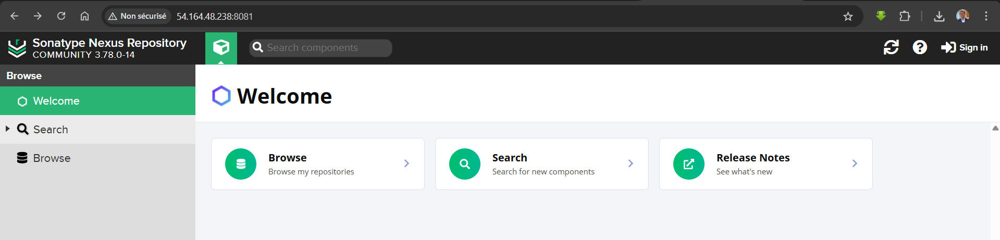 Non sécurisé 54.164.48.238:8081
Sonatype Nexus Repository
COMMUNITY 3.78.0-14
Search components
Sign in
Browse
Welcome
Search
Browse
Welcome
Browse
Browse my repositories
Search
Search for new components
Release Notes
See what's new